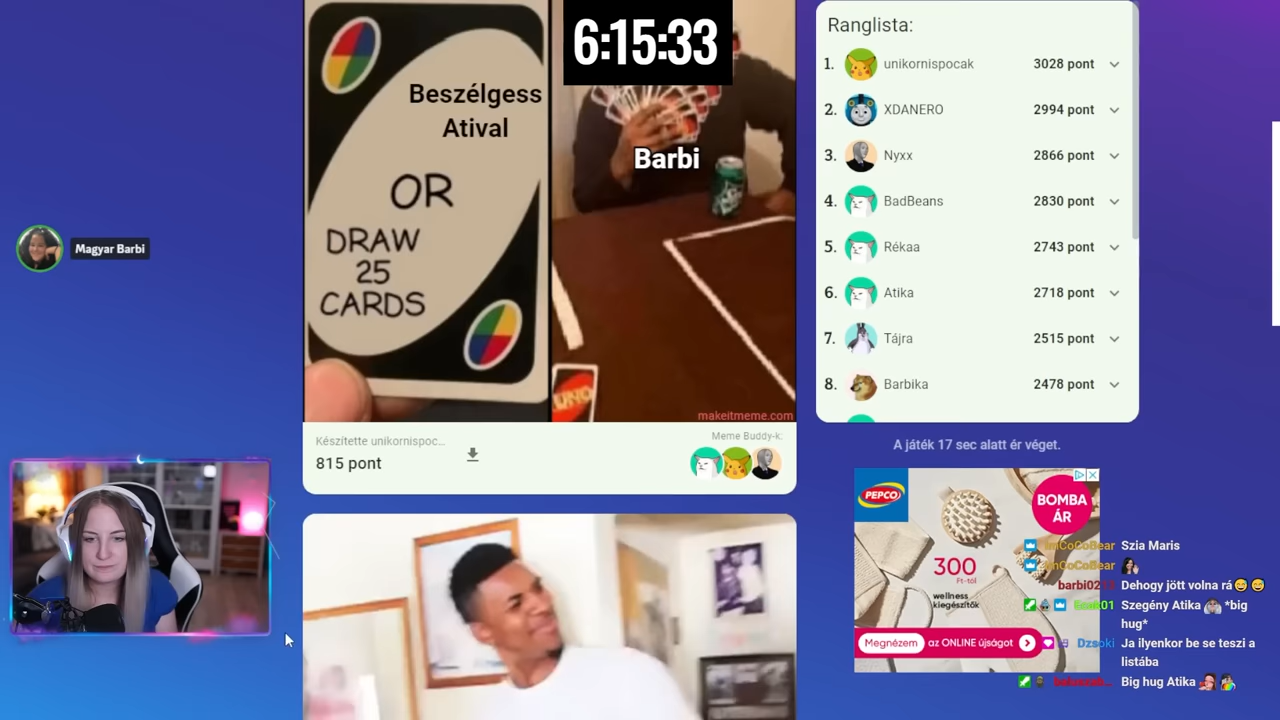 6:15:33
Beszélgess
Atival
OR
DRAW
25
CARDS
Barbi
UNO
makeitmeme.com
Készítette unikornispoc...
815 pont
Meme Buddy-k:
Magyar Barbi
Ranglista:
1. unikornispocak 3028 pont
2. XDANERO 2994 pont
3. Nyxx 2866 pont
4. BadBeans 2830 pont
5. Rékaa 2743 pont
6. Atika 2718 pont
7. Tájra 2515 pont
8. Barbika 2478 pont
A játék 17 sec alatt ér véget.
PEPCO
BOMBA
ÁR
300
Ft-tól
wellness
kiegészítők
Megnézem az ONLINE újságot
Szia Maris
Dehogy jött volna rá
Szegény Atika *big
hug*
Dzsoki Ja ilyenkor be se teszi a
listába
Big hug Atika